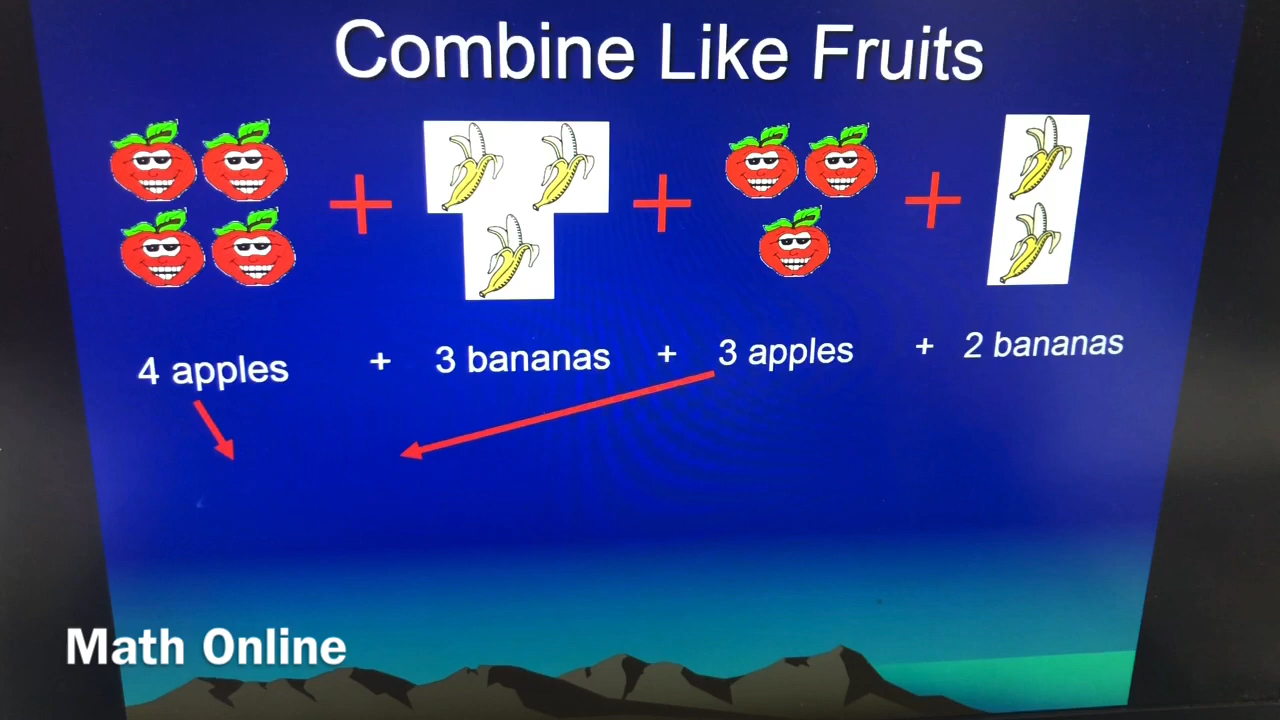 Combine Like Fruits
4 apples + 3 bananas + 3 apples + 2 bananas
Math Online